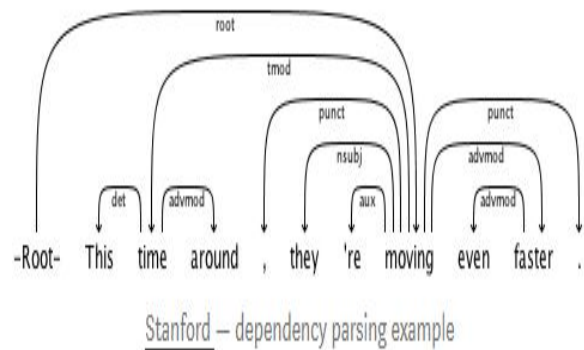 root
tmod
punct punct
nsubj advmod
det advmod aux advmod
-Root- This time around , they 're moving even faster .
Stanford — dependency parsing example